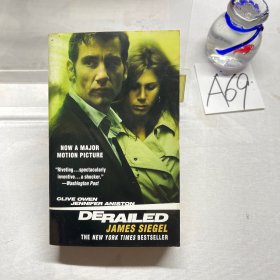 A69
NOW A MAJOR
MOTION PICTURE
"Riveting...spectacularly
inventive...a shocker."
—Washington Post
CLIVE OWEN
JENNIFER ANISTON
DERAILED
JAMES SIEGEL
THE NEW YORK TIMES BESTSELLER